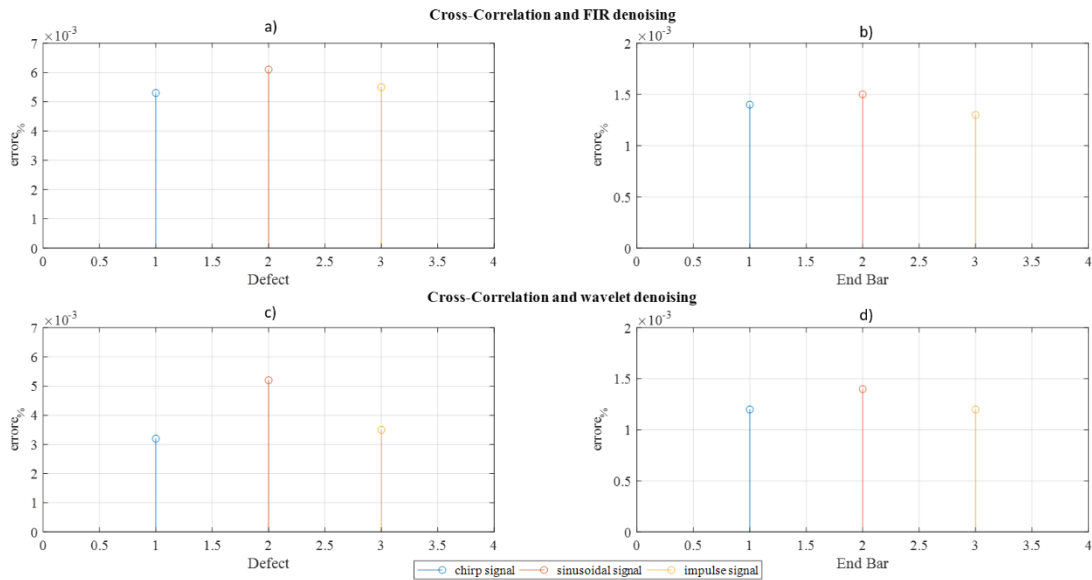 Cross-Correlation and FIR denoising
a)
×10⁻³
7
6
5
4
3
2
1
0
errore%
0 0.5 1 1.5 2 2.5 3 3.5 4
Defect
b)
×10⁻³
2
1.5
1
0.5
0
errore%
0 0.5 1 1.5 2 2.5 3 3.5 4
End Bar
Cross-Correlation and wavelet denoising
c)
×10⁻³
7
6
5
4
3
2
1
0
errore%
0 0.5 1 1.5 2 2.5 3 3.5 4
Defect
d)
×10⁻³
2
1.5
1
0.5
0
errore%
0 0.5 1 1.5 2 2.5 3 3.5 4
End Bar
chirp signal sinusoidal signal impulse signal